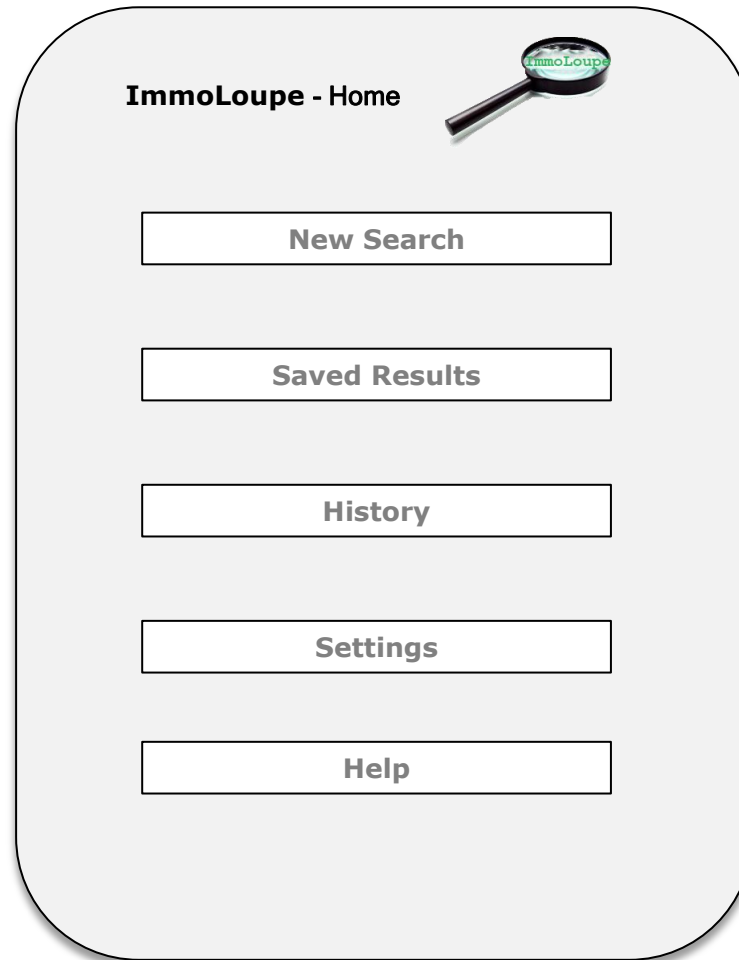 ImmoLoupe
ImmoLoupe - Home
New Search
Saved Results
History
Settings
Help